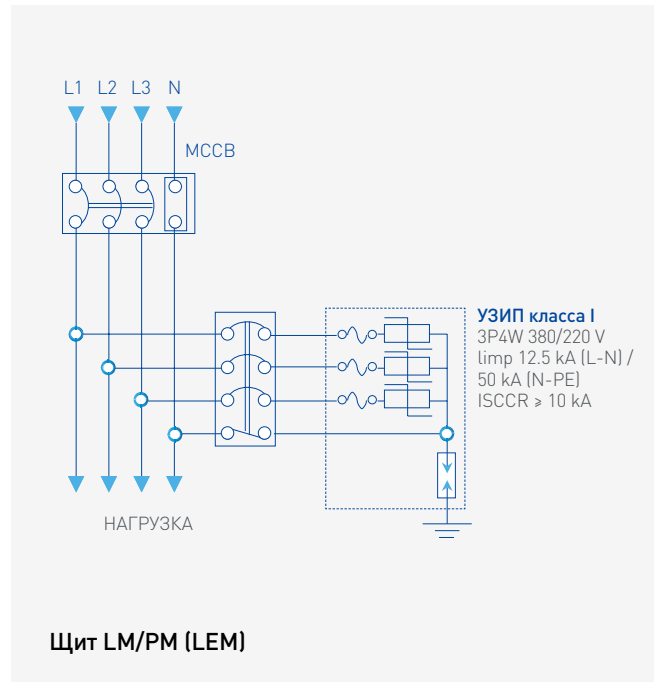 L1 L2 L3 N
MCCB
УЗИП класса I
3P4W 380/220 V
limp 12.5 kA (L-N) /
50 kA (N-PE)
ISCCR ≥ 10 kA
НАГРУЗКА
Щит LM/PM (LEM)